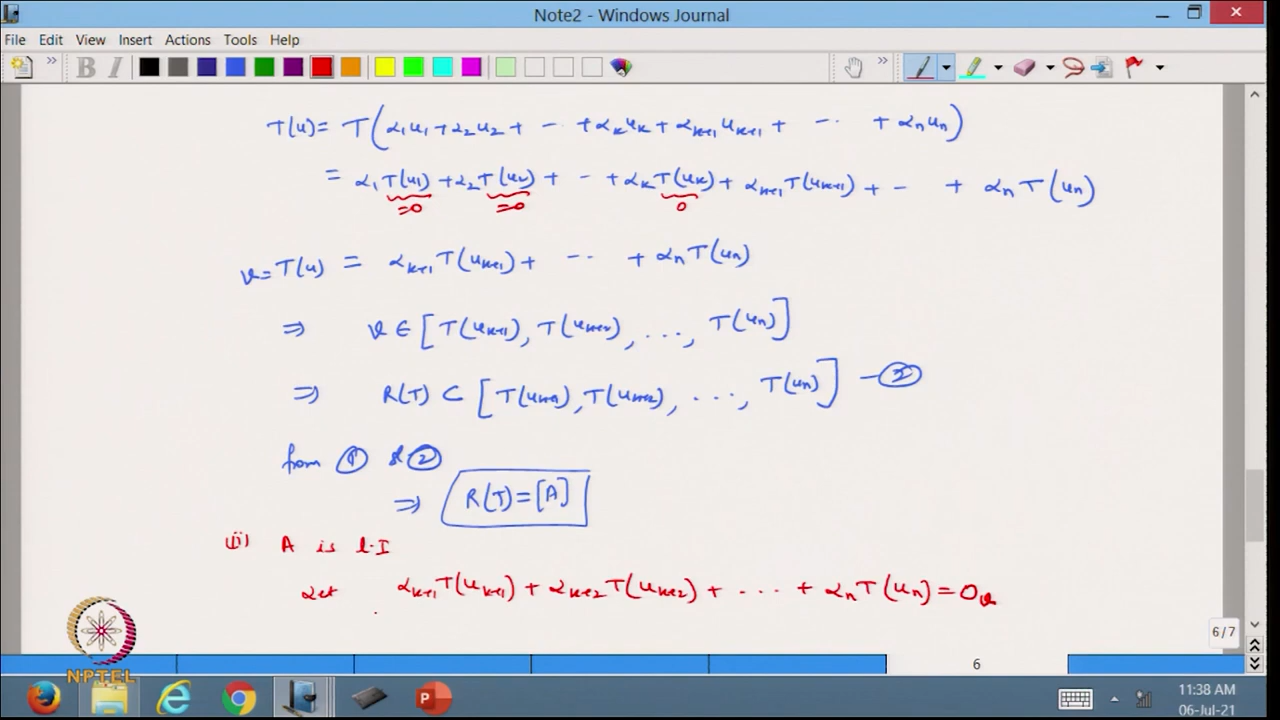 Note2 - Windows Journal
File Edit View Insert Actions Tools Help
T(u) = T(α₁u₁+α₂u₂+ -- +αₖuₖ+αₖ₊₁uₖ₊₁+ -- +αₙuₙ)
= α₁T(u₁)+α₂T(u₂)+ -- +αₖT(uₖ)+αₖ₊₁T(uₖ₊₁)+ -- + αₙT(uₙ)
=0 =0 0
v=T(u) = αₖ₊₁T(uₖ₊₁)+ -- +αₙT(uₙ)
⇒ v∈[T(uₖ₊₁), T(uₖ₊₂), ..., T(uₙ)]
⇒ R(T) ⊂ [T(uₖ₊₁), T(uₖ₊₂), ..., T(uₙ)] -②
from ① & ②
⇒ R(T)=[A]
(ii) A is l.I
Let αₖ₊₁T(uₖ₊₁)+αₖ₊₂T(uₖ₊₂)+ ... +αₙT(uₙ)=0ᵥ
6/7
NPTEL
6
11:38 AM
06-Jul-21